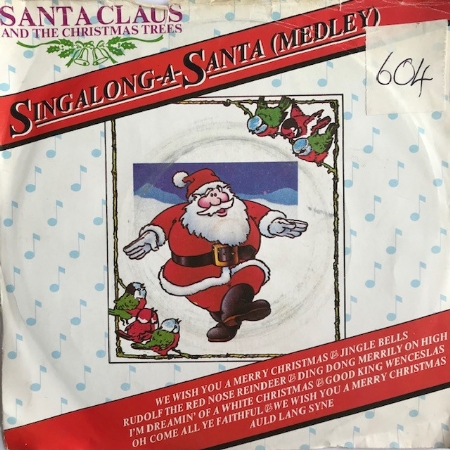 SANTA CLAUS
AND THE CHRISTMAS TREES
SINGALONG-A-SANTA (MEDLEY)
604
WE WISH YOU A MERRY CHRISTMAS & JINGLE BELLS
RUDOLF THE RED NOSE REINDEER & DING DONG MERRILY ON HIGH
I'M DREAMIN' OF A WHITE CHRISTMAS & GOOD KING WENCESLAS
OH COME ALL YE FAITHFUL & WE WISH YOU A MERRY CHRISTMAS
AULD LANG SYNE